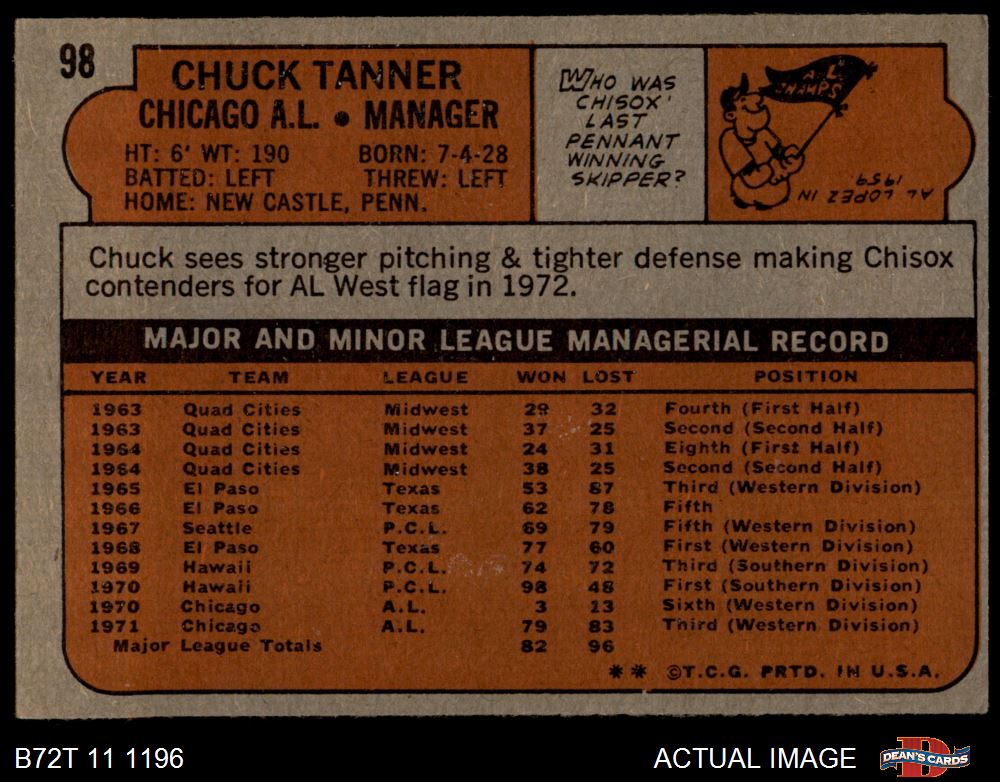 98
CHUCK TANNER
CHICAGO A.L. • MANAGER
HT: 6' WT: 190 BORN: 7-4-28
BATTED: LEFT THREW: LEFT
HOME: NEW CASTLE, PENN.
WHO WAS
CHISOX'
LAST
PENNANT
WINNING
SKIPPER?
A L
CHAMPS
AL LOPEZ IN
1959.
Chuck sees stronger pitching & tighter defense making Chisox
contenders for AL West flag in 1972.
MAJOR AND MINOR LEAGUE MANAGERIAL RECORD
YEAR TEAM LEAGUE WON LOST POSITION
1963 Quad Cities Midwest 29 32 Fourth (First Half)
1963 Quad Cities Midwest 37 25 Second (Second Half)
1964 Quad Cities Midwest 24 31 Eighth (First Half)
1964 Quad Cities Midwest 38 25 Second (Second Half)
1965 El Paso Texas 53 87 Third (Western Division)
1966 El Paso Texas 62 78 Fifth
1967 Seattle P.C.L. 69 79 Fifth (Western Division)
1968 El Paso Texas 77 60 First (Western Division)
1969 Hawaii P.C.L. 74 72 Third (Southern Division)
1970 Hawaii P.C.L. 98 48 First (Southern Division)
1970 Chicago A.L. 3 13 Sixth (Western Division)
1971 Chicago A.L. 79 83 Third (Western Division)
Major League Totals 82 96
** ©T.C.G. PRTD. IN U.S.A.
B72T 11 1196 ACTUAL IMAGE DEAN'S CARDS